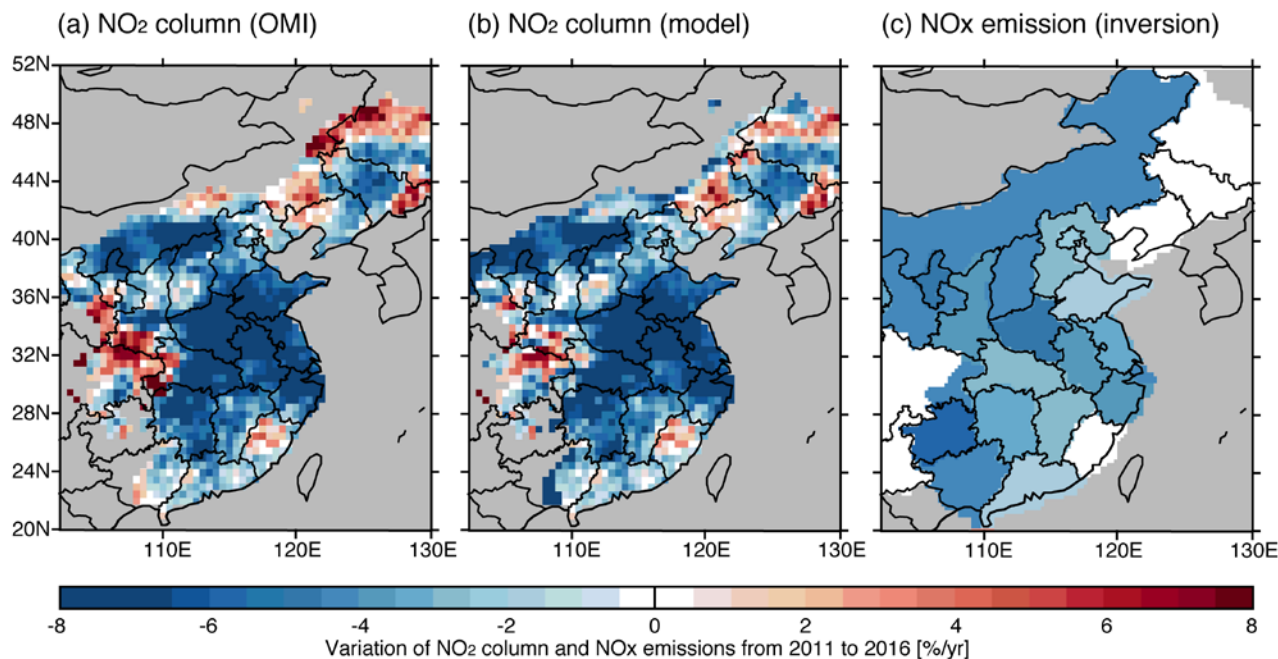 (a) NO₂ column (OMI) (b) NO₂ column (model) (c) NOx emission (inversion)
52N
48N
44N
40N
36N
32N
28N
24N
20N
110E 120E 130E 110E 120E 130E 110E 120E 130E
-8 -6 -4 -2 0 2 4 6 8
Variation of NO₂ column and NOx emissions from 2011 to 2016 [%/yr]